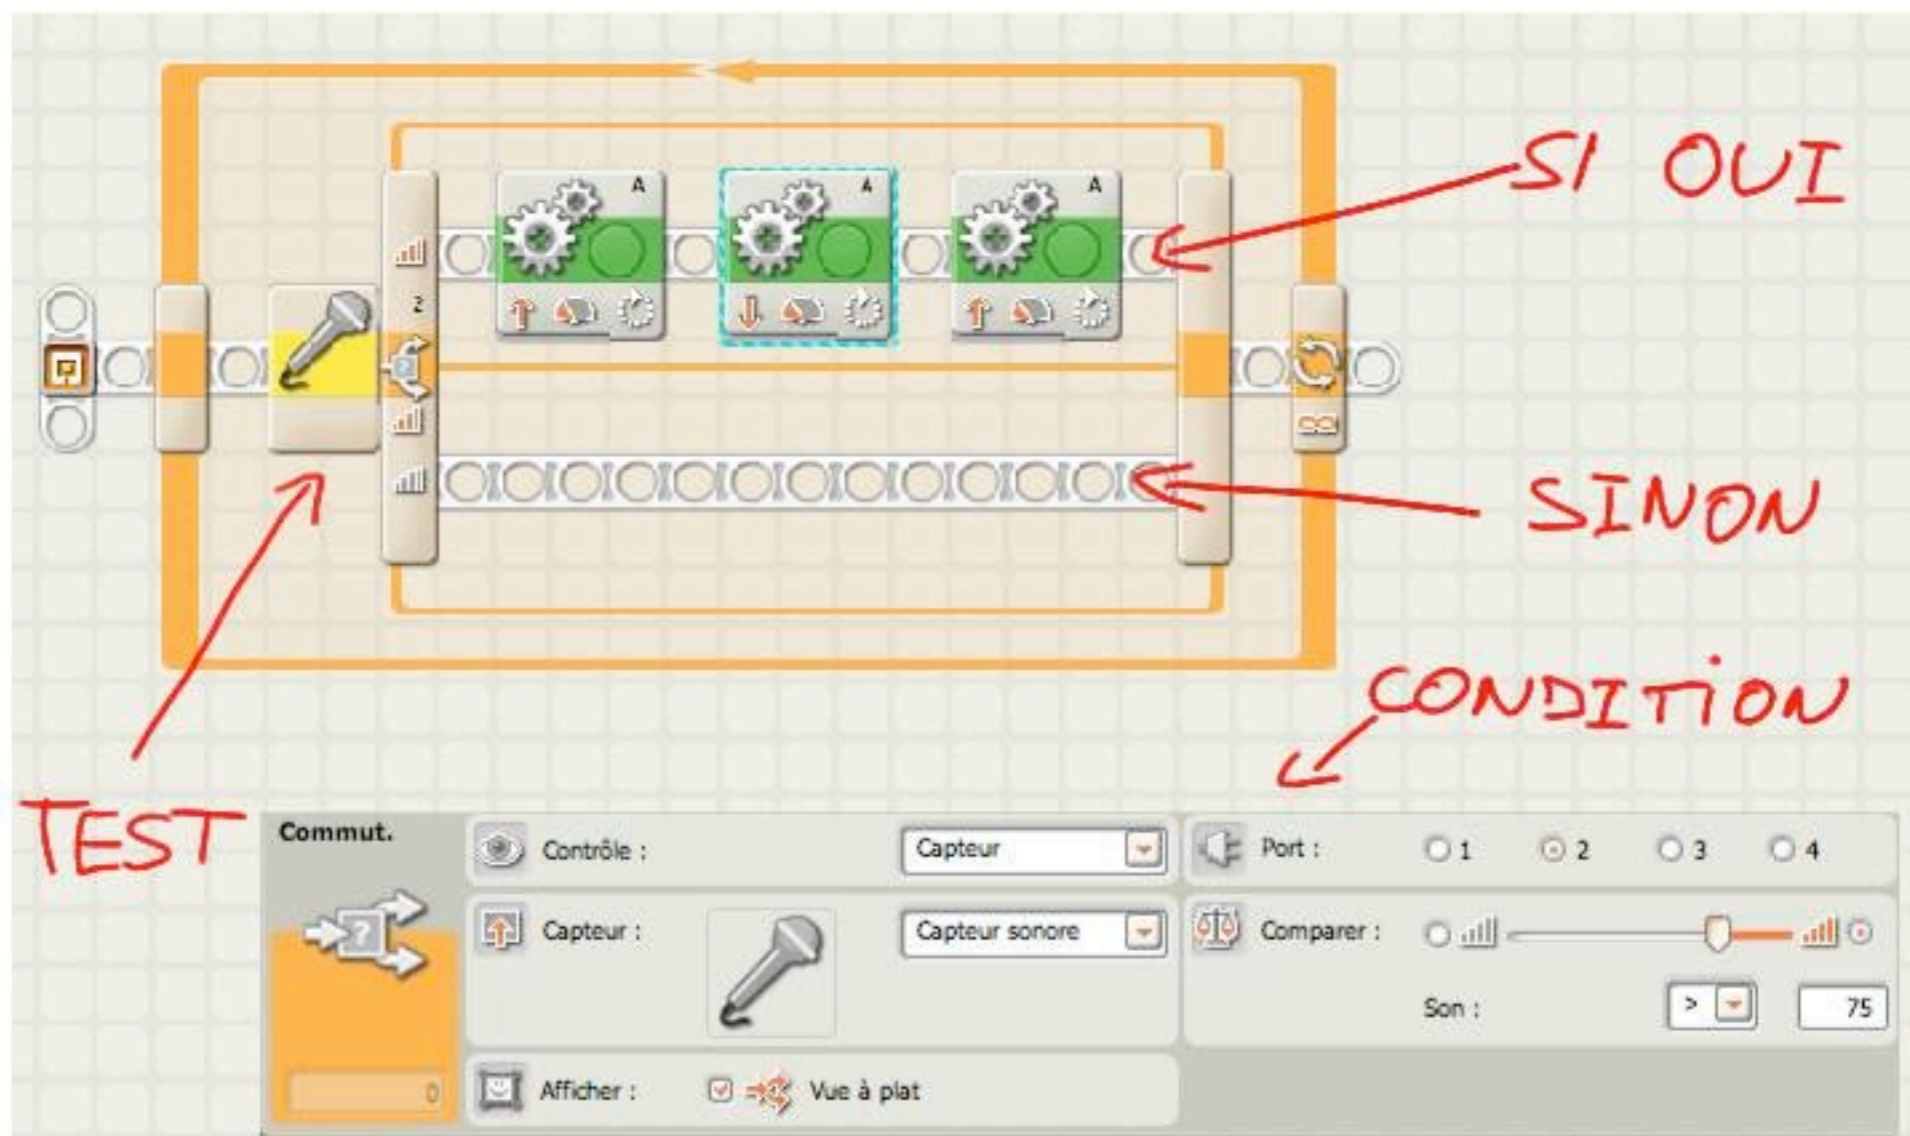 A
A
A
2
SI OUI
SINON
CONDITION
TEST
Commut.
Contrôle :
Capteur
Port :
1
2
3
4
Capteur :
Capteur sonore
Comparer :
Son :
>
75
0
Afficher :
Vue à plat